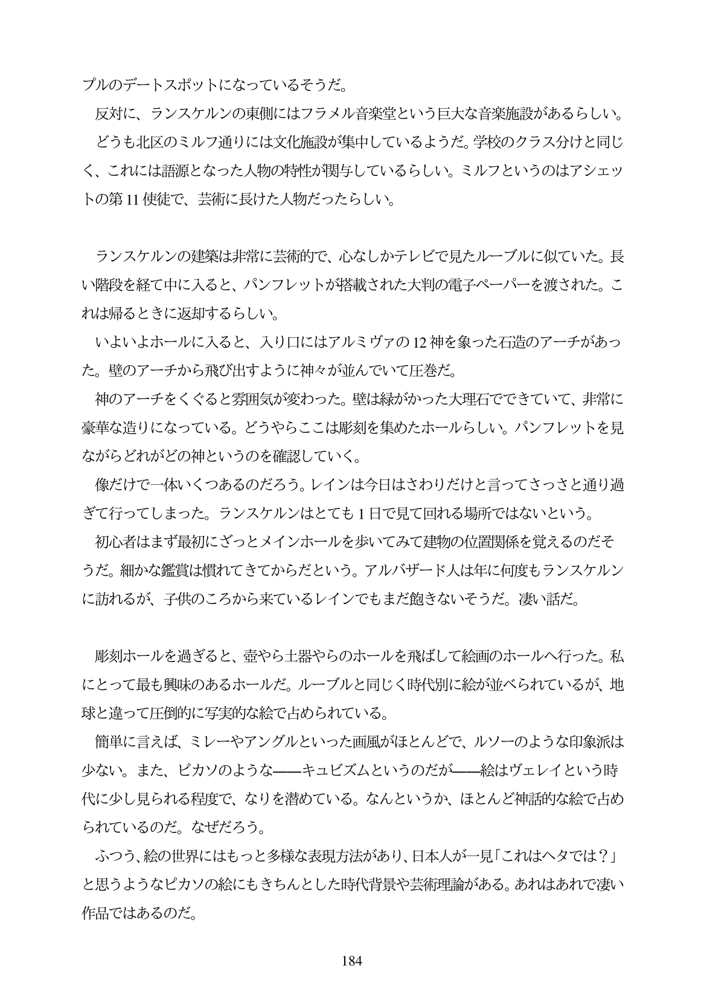 プルのデートスポットになっているそうだ。
反対に、ランスケルンの東側にはフラメル音楽堂という巨大な音楽施設があるらしい。
どうも北区のミルフ通りには文化施設が集中しているようだ。学校のクラス分けと同じ
く、これには語源となった人物の特性が関与しているらしい。ミルフというのはアシェッ
トの第 11 使徒で、芸術に長けた人物だったらしい。
ランスケルンの建築は非常に芸術的で、心なしかテレビで見たルーブルに似ていた。長
い階段を経て中に入ると、パンフレットが搭載された大判の電子ペーパーを渡された。こ
れは帰るときに返却するらしい。
いよいよホールに入ると、入り口にはアルミヴァの 12 神を象った石造のアーチがあっ
た。壁のアーチから飛び出すように神々が並んでいて圧巻だ。
神のアーチをくぐると雰囲気が変わった。壁は緑がかった大理石でできていて、非常に
豪華な造りになっている。どうやらここは彫刻を集めたホールらしい。パンフレットを見
ながらどれがどの神というのを確認していく。
像だけで一体いくつあるのだろう。レインは今日はさわりだけと言ってさっさと通り過
ぎて行ってしまった。ランスケルンはとても 1 日で見て回れる場所ではないという。
初心者はまず最初にざっとメインホールを歩いてみて建物の位置関係を覚えるのだそ
うだ。細かな鑑賞は慣れてきてからだという。アルバザード人は年に何度もランスケルン
に訪れるが、子供のころから来ているレインでもまだ飽きないそうだ。凄い話だ。
彫刻ホールを過ぎると、壺やら土器やらのホールを飛ばして絵画のホールへ行った。私
にとって最も興味のあるホールだ。ルーブルと同じく時代別に絵が並べられているが、地
球と違って圧倒的に写実的な絵で占められている。
簡単に言えば、ミレーやアングルといった画風がほとんどで、ルソーのような印象派は
少ない。また、ピカソのような――キュビズムというのだが――絵はヴェレイという時
代に少し見られる程度で、なりを潜めている。なんというか、ほとんど神話的な絵で占め
られているのだ。なぜだろう。
ふつう、絵の世界にはもっと多様な表現方法があり、日本人が一見「これはヘタでは？」
と思うようなピカソの絵にもきちんとした時代背景や芸術理論がある。あれはあれで凄い
作品ではあるのだ。
184